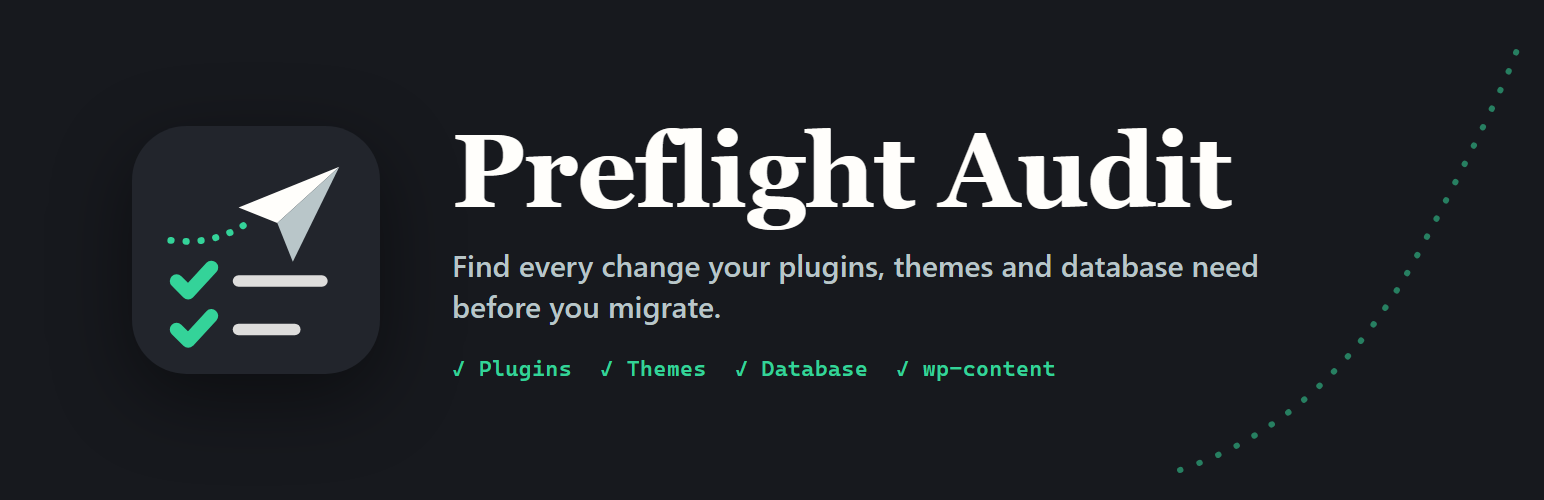 Preflight Audit
Find every change your plugins, themes and database need
before you migrate.
✓ Plugins ✓ Themes ✓ Database ✓ wp-content